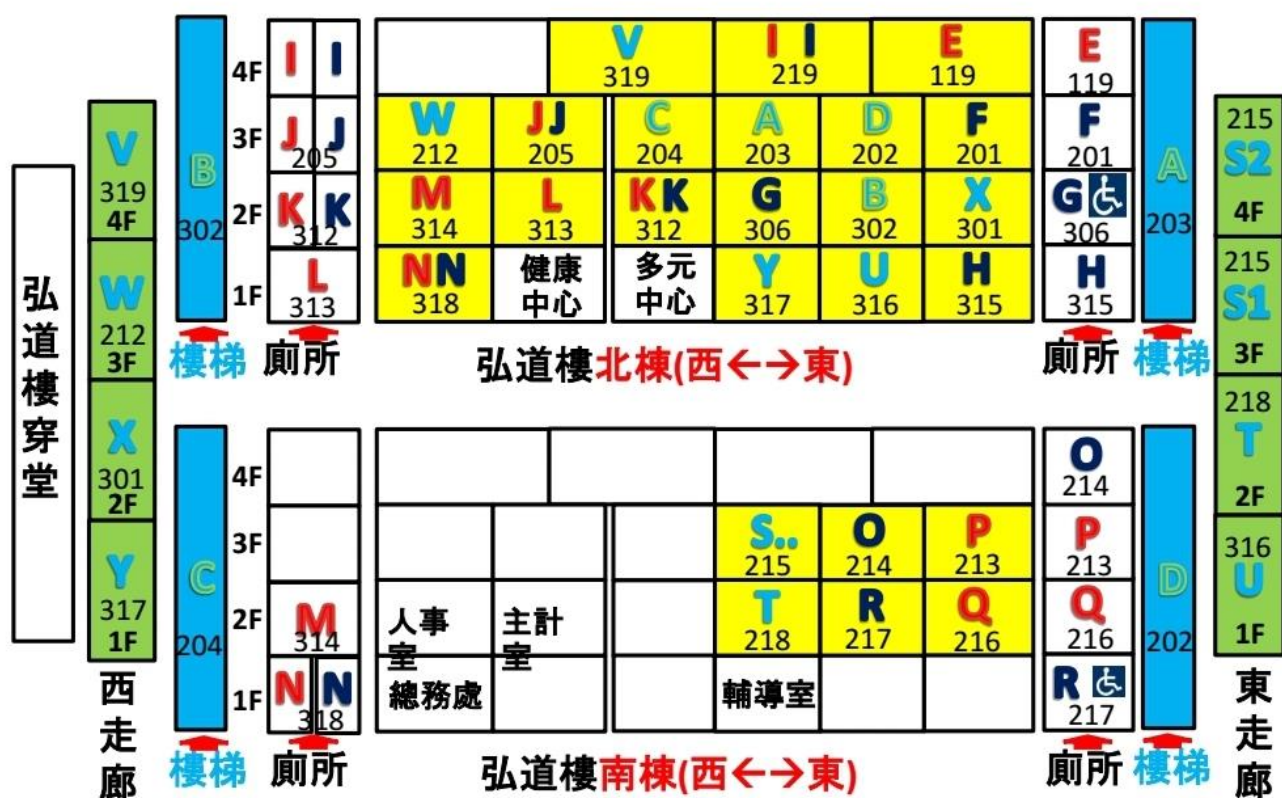 弘道樓穿堂
V
319
4F
W
212
3F
X
301
2F
Y
317
1F
西走廊
B
302
樓梯
4F
I I
3F
J J
205
2F
K K
312
1F
L
313
廁所
V
319
I I
219
E
119
W
212
JJ
205
C
204
A
203
D
202
F
201
M
314
L
313
KK
312
G
306
B
302
X
301
NN
318
健康
中心
多元
中心
Y
317
U
316
H
315
弘道樓北棟(西←→東)
E
119
F
201
G
306
H
315
廁所
A
203
樓梯
215
S2
4F
215
S1
3F
218
T
2F
316
U
1F
東走廊
C
204
樓梯
4F
3F
2F
M
314
1F
N N
318
廁所
S..
215
O
214
P
213
人事
室
主計
室
T
218
R
217
Q
216
總務處
輔導室
弘道樓南棟(西←→東)
O
214
P
213
Q
216
R
217
廁所
D
202
樓梯